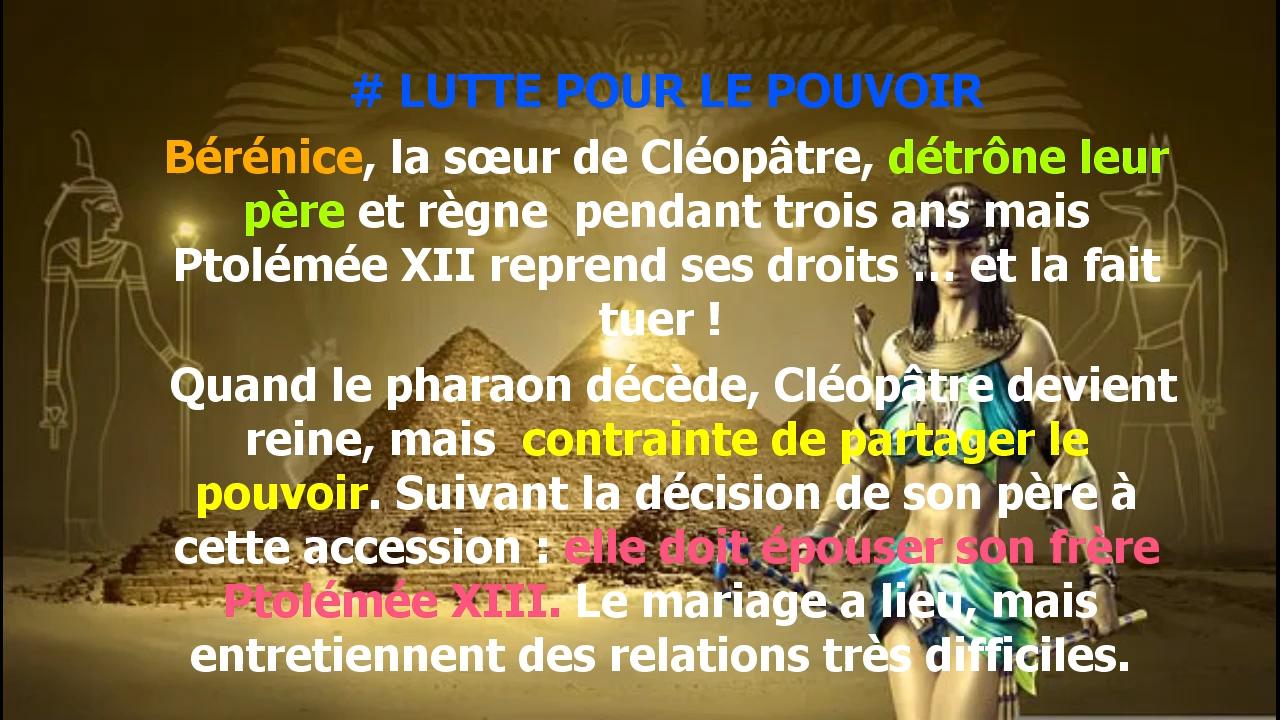 # LUTTE POUR LE POUVOIR
Bérénice, la sœur de Cléopâtre, détrône leur
père et règne  pendant trois ans mais
Ptolémée XII reprend ses droits … et la fait
tuer !
Quand le pharaon décède, Cléopâtre devient
reine, mais  contrainte de partager le
pouvoir. Suivant la décision de son père à
cette accession : elle doit épouser son frère
Ptolémée XIII. Le mariage a lieu, mais
entretiennent des relations très difficiles.